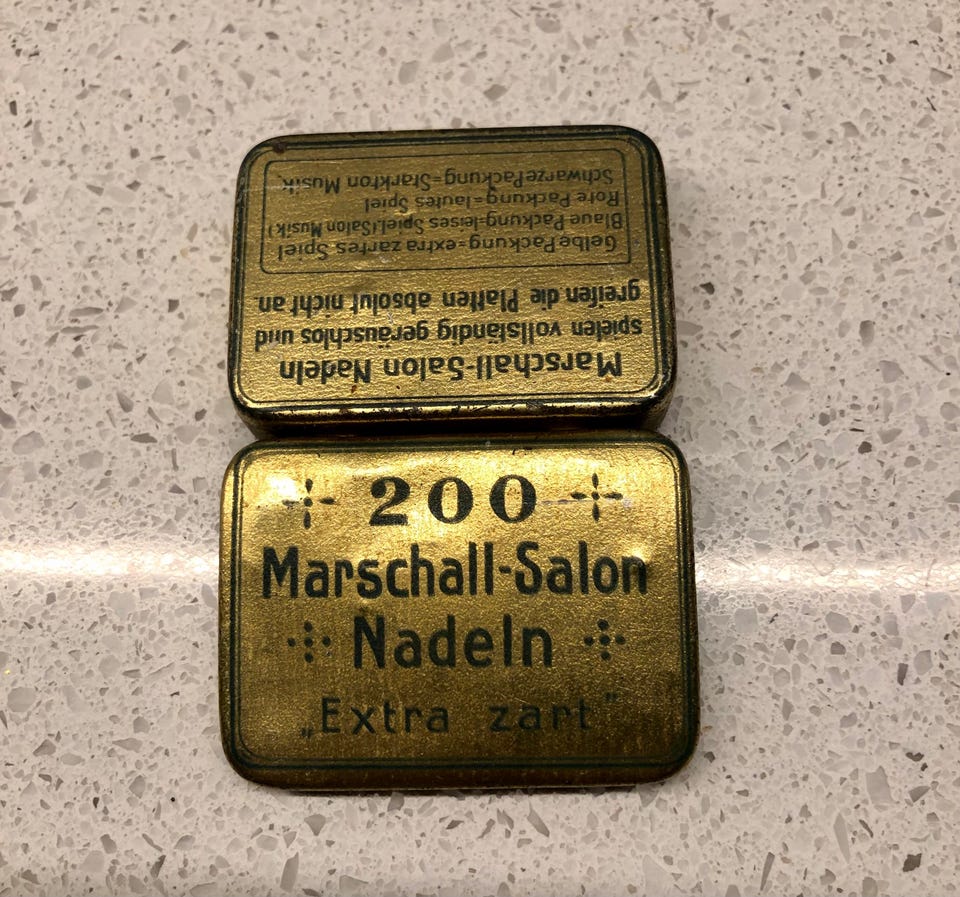 Marschall-Salon Nadeln
spielen vollständig geräuschlos und
greifen die Platten absolut nicht an.
Gelbe Packung=extra zartes Spiel
Blaue Packung=leises Spiel.(Salon Musik)
Rote Packung=lautes Spiel
Schwarze Packung=Starkton Musik.
200
Marschall-Salon
Nadeln
„Extra zart"